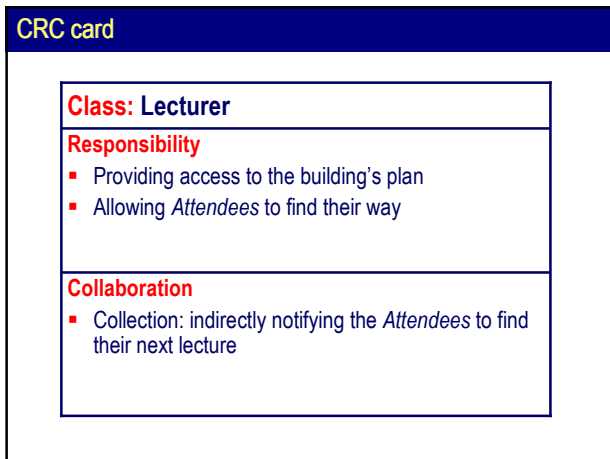 CRC card
Class: Lecturer
Responsibility
▪ Providing access to the building’s plan
▪ Allowing Attendees to find their way
Collaboration
▪ Collection: indirectly notifying the Attendees to find
their next lecture